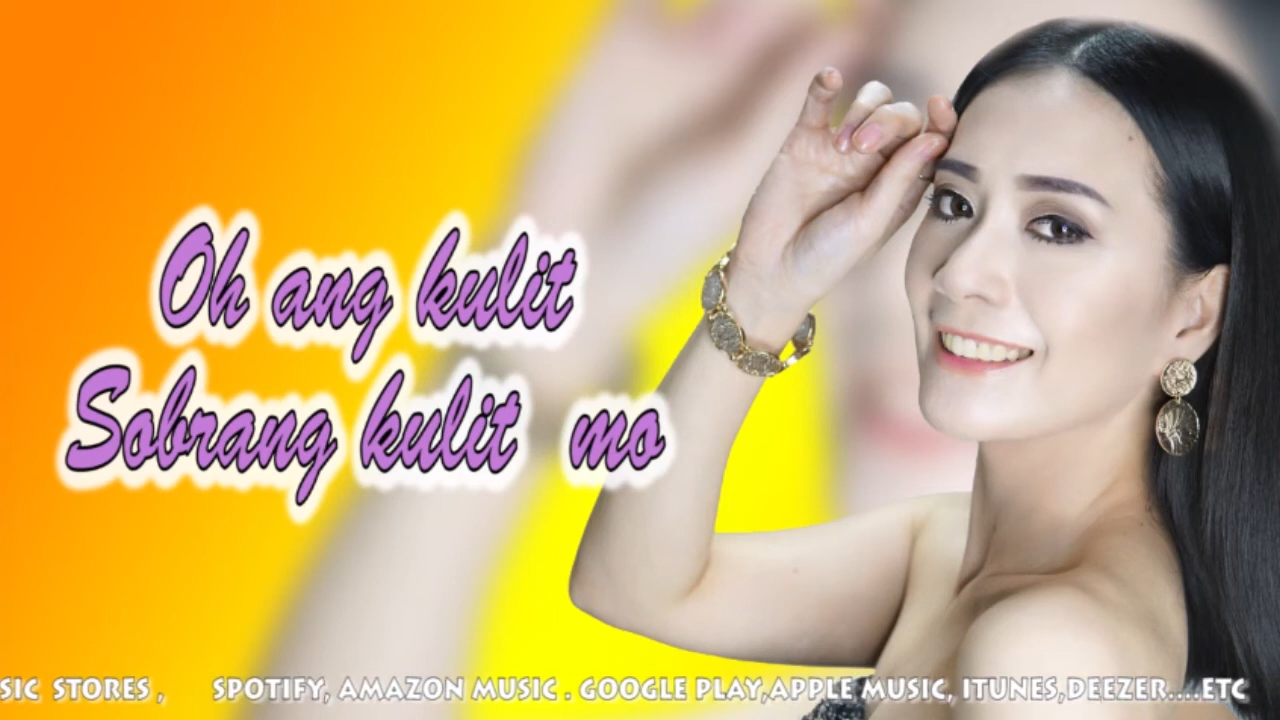 Oh ang kulit
Sobrang kulit mo
SIC STORES , SPOTIFY, AMAZON MUSIC . GOOGLE PLAY,APPLE MUSIC, ITUNES,DEEZER....ETC